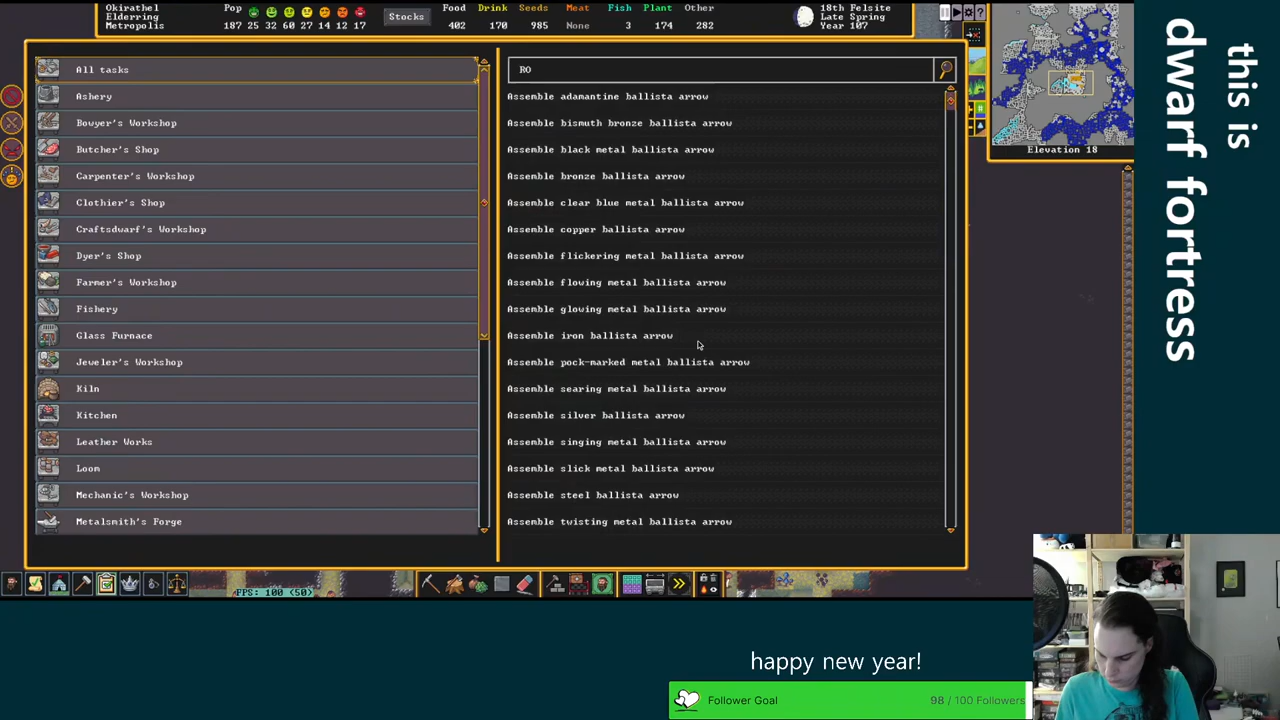 Okirathel
Elderring
Metropolis
Pop
187 25 32 60 27 14 12 17
Stocks
Food Drink Seeds Meat Fish Plant Other
402 170 985 None 3 174 282
18th Felsite
Late Spring
Year 107
Elevation 18
All tasks
Ashery
Bowyer's Workshop
Butcher's Shop
Carpenter's Workshop
Clothier's Shop
Craftsdwarf's Workshop
Dyer's Shop
Farmer's Workshop
Fishery
Glass Furnace
Jeweler's Workshop
Kiln
Kitchen
Leather Works
Loom
Mechanic's Workshop
Metalsmith's Forge
RO
Assemble adamantine ballista arrow
Assemble bismuth bronze ballista arrow
Assemble black metal ballista arrow
Assemble bronze ballista arrow
Assemble clear blue metal ballista arrow
Assemble copper ballista arrow
Assemble flickering metal ballista arrow
Assemble flowing metal ballista arrow
Assemble glowing metal ballista arrow
Assemble iron ballista arrow
Assemble pock-marked metal ballista arrow
Assemble searing metal ballista arrow
Assemble silver ballista arrow
Assemble singing metal ballista arrow
Assemble slick metal ballista arrow
Assemble steel ballista arrow
Assemble twisting metal ballista arrow
FPS: 100 (50)
this is
dwarf fortress
happy new year!
Follower Goal
98 / 100 Followers